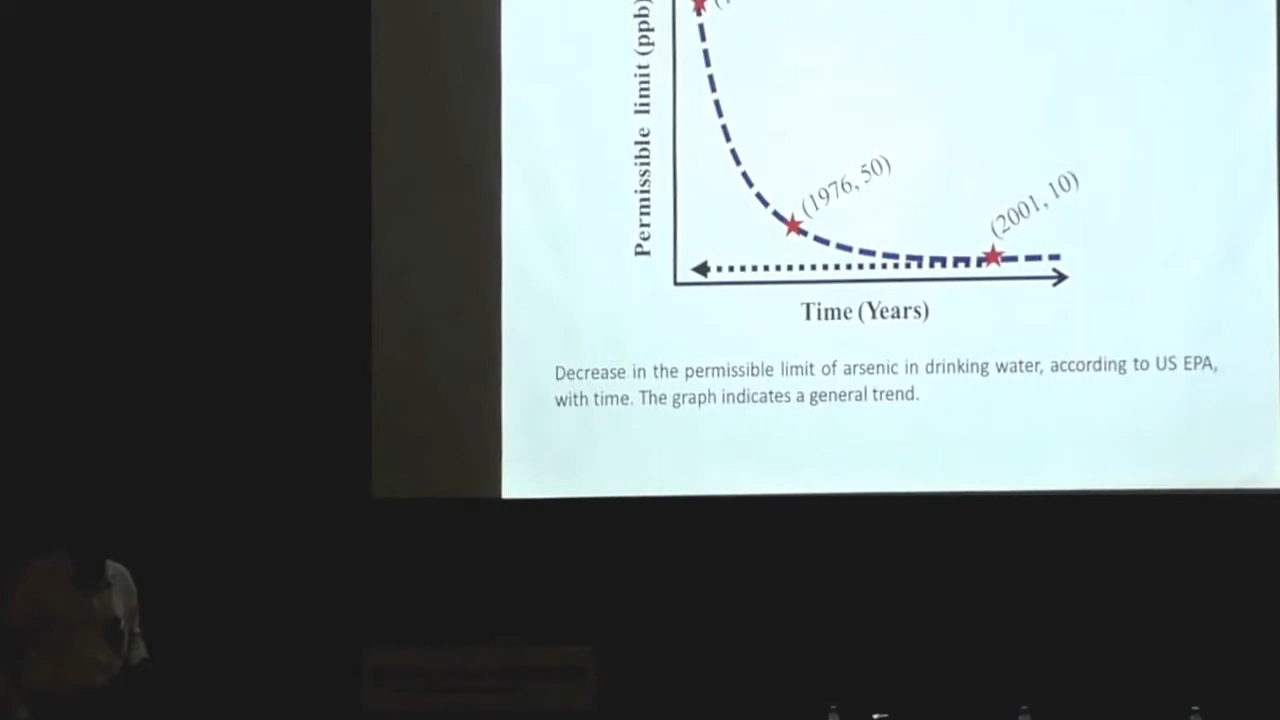 Permissible limit (ppb)
(1976, 50)
(2001, 10)
Time (Years)
Decrease in the permissible limit of arsenic in drinking water, according to US EPA,
with time. The graph indicates a general trend.